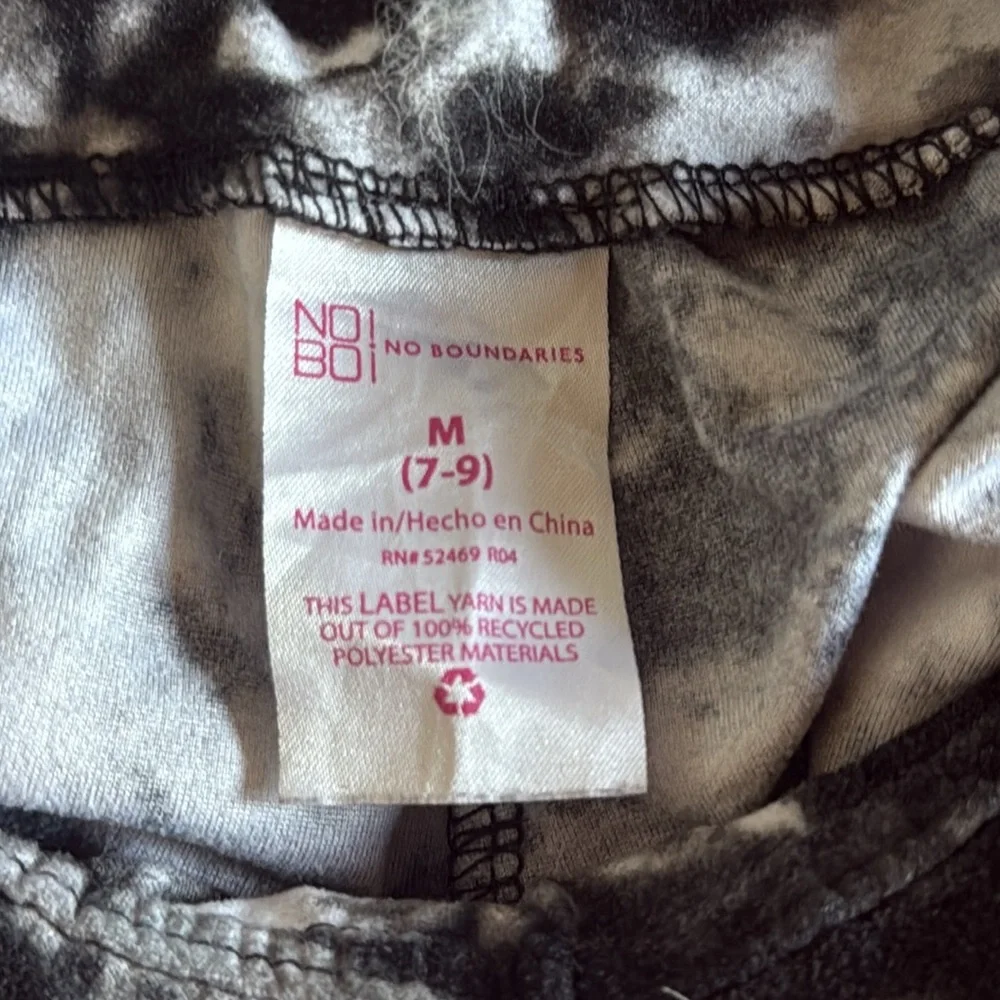 NO
BO
NO BOUNDARIES
M
(7-9)
Made in/Hecho en China
RN# 52469 R04
THIS LABEL YARN IS MADE
OUT OF 100% RECYCLED
POLYESTER MATERIALS